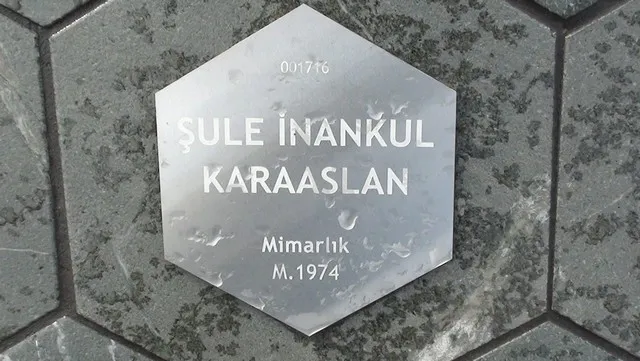 001716
ŞULE İNANKUL
KARAASLAN
Mimarlık
M.1974